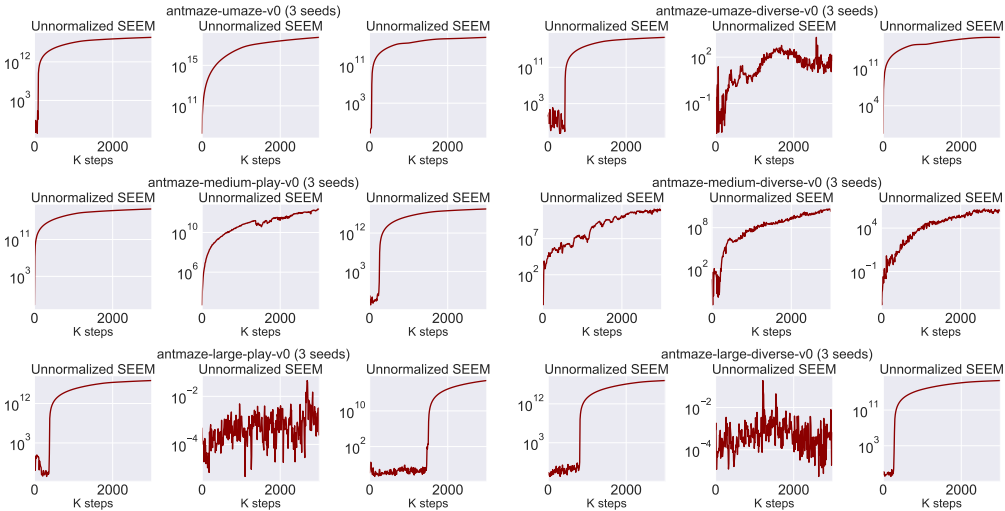 antmaze-umaze-v0 (3 seeds) antmaze-umaze-diverse-v0 (3 seeds)
Unnormalized SEEM Unnormalized SEEM Unnormalized SEEM Unnormalized SEEM Unnormalized SEEM Unnormalized SEEM
10^12 10^3 10^15 10^11 10^11 10^3 10^11 10^3 10^2 10^−1 10^11 10^4
0 2000 0 2000 0 2000 0 2000 0 2000 0 2000
K steps K steps K steps K steps K steps K steps
antmaze-medium-play-v0 (3 seeds) antmaze-medium-diverse-v0 (3 seeds)
Unnormalized SEEM Unnormalized SEEM Unnormalized SEEM Unnormalized SEEM Unnormalized SEEM Unnormalized SEEM
10^11 10^3 10^10 10^6 10^12 10^3 10^7 10^2 10^8 10^2 10^4 10^−1
0 2000 0 2000 0 2000 0 2000 0 2000 0 2000
K steps K steps K steps K steps K steps K steps
antmaze-large-play-v0 (3 seeds) antmaze-large-diverse-v0 (3 seeds)
Unnormalized SEEM Unnormalized SEEM Unnormalized SEEM Unnormalized SEEM Unnormalized SEEM Unnormalized SEEM
10^12 10^3 10^−2 10^−4 10^10 10^2 10^12 10^3 10^−2 10^−4 10^11 10^3
0 2000 0 2000 0 2000 0 2000 0 2000 0 2000
K steps K steps K steps K steps K steps K steps